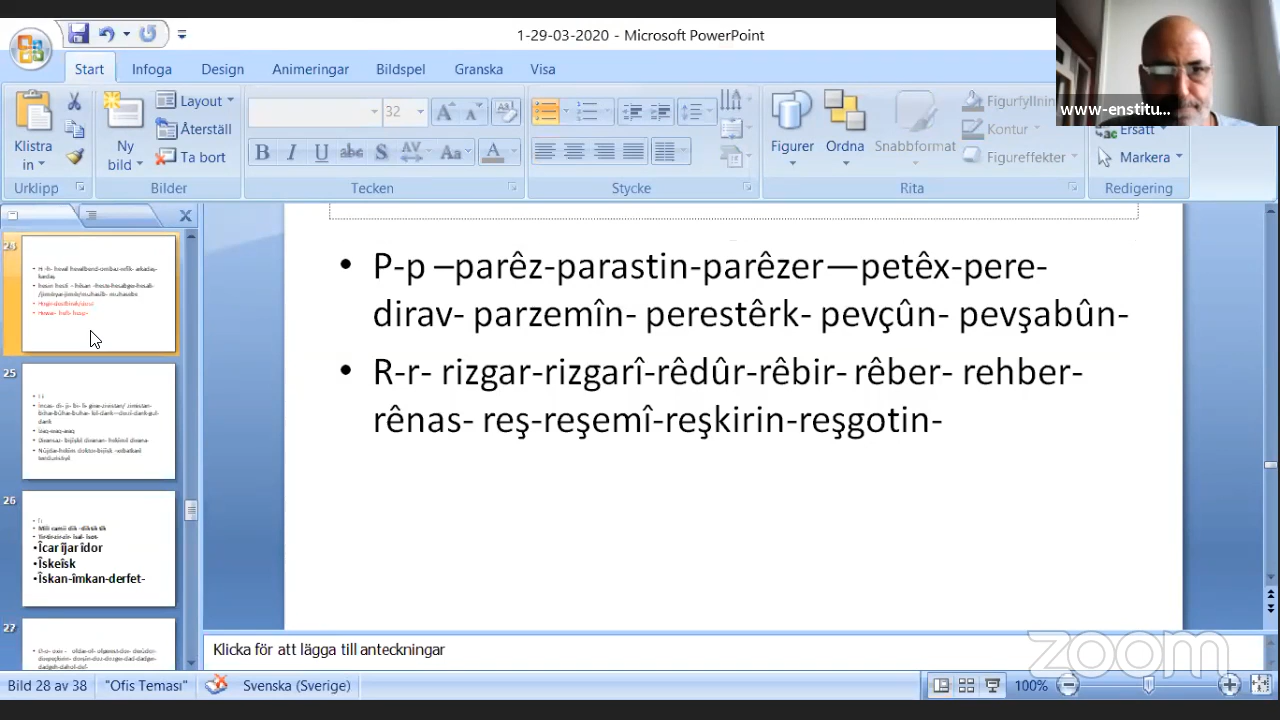 1-29-03-2020 - Microsoft PowerPoint
www-enstitu...
Start Infoga Design Animeringar Bildspel Granska Visa
Klistra in
Ny bild
Layout
Återställ
Ta bort
32
Figurer
Ordna
Snabbformat
Figurfyllnin
Kontur
Figureffekter
Ersätt
Markera
Urklipp Bilder Tecken Stycke Rita Redigering
24
25
26
Îcar îjar îdor
Îskeîsk
Îskan-îmkan-derfet-
27
P-p –parêz-parastin-parêzer—petêx-pere-
dirav- parzemîn- perestêrk- pevçûn- pevşabûn-
R-r- rizgar-rizgarî-rêdûr-rêbir- rêber- rehber-
rênas- reş-reşemî-reşkirin-reşgotin-
Klicka för att lägga till anteckningar
zoom
Bild 28 av 38 "Ofis Teması" Svenska (Sverige) 100%